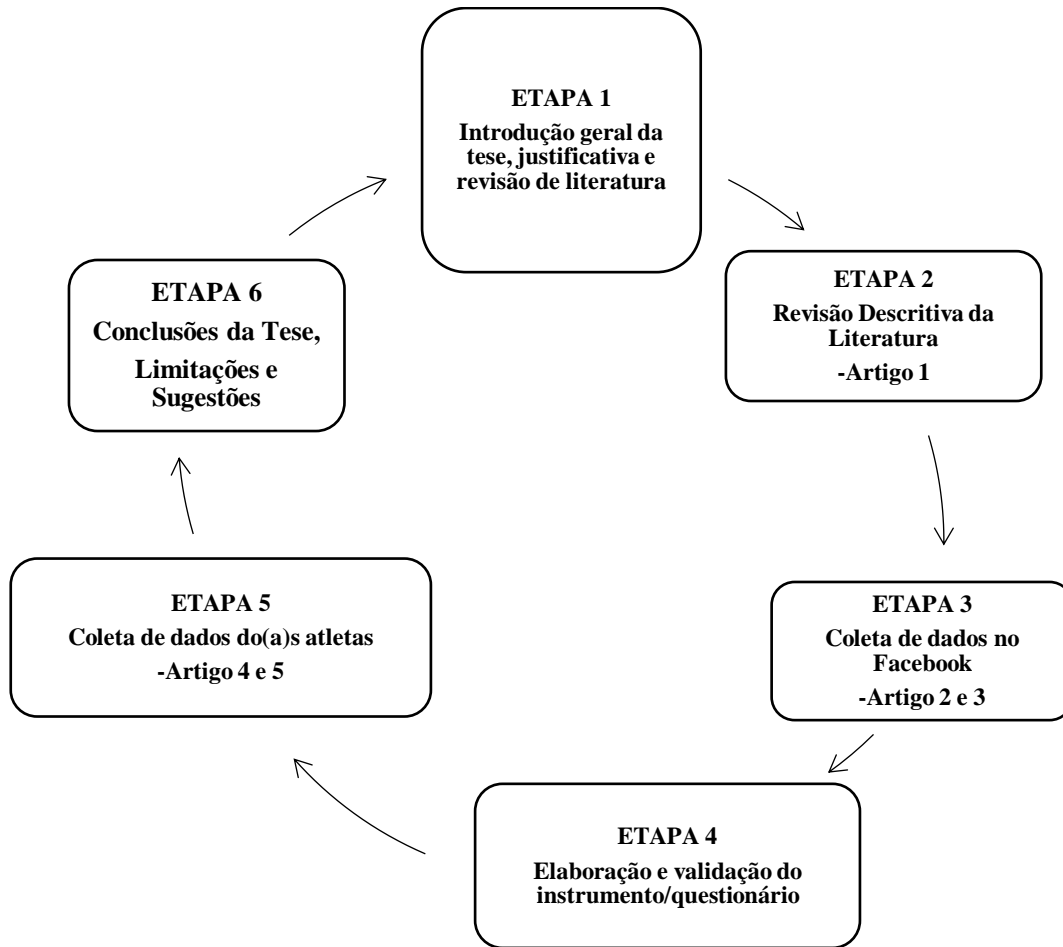 ETAPA 1
Introdução geral da
tese, justificativa e
revisão de literatura
ETAPA 2
Revisão Descritiva da
Literatura
-Artigo 1
ETAPA 3
Coleta de dados no
Facebook
-Artigo 2 e 3
ETAPA 4
Elaboração e validação do
instrumento/questionário
ETAPA 5
Coleta de dados do(a)s atletas
-Artigo 4 e 5
ETAPA 6
Conclusões da Tese,
Limitações e
Sugestões